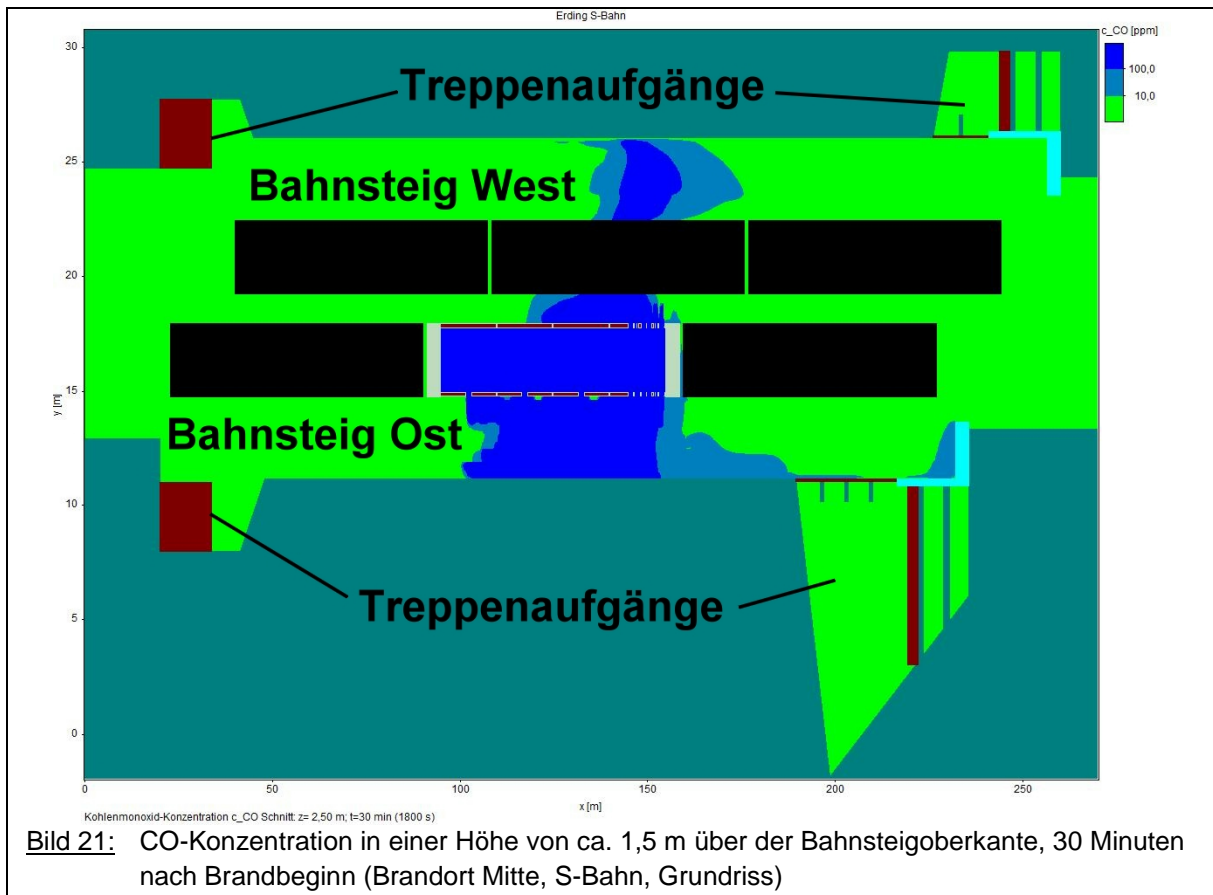 Erding S-Bahn
c_CO [ppm]
100,0
10,0
30
25
20
15
10
5
0
y [m]
Treppenaufgänge
Bahnsteig West
Bahnsteig Ost
Treppenaufgänge
0
50
100
150
200
250
x [m]
Kohlenmonoxid-Konzentration c_CO Schnitt: z= 2,50 m; t=30 min (1800 s)
Bild 21: CO-Konzentration in einer Höhe von ca. 1,5 m über der Bahnsteigoberkante, 30 Minuten
nach Brandbeginn (Brandort Mitte, S-Bahn, Grundriss)